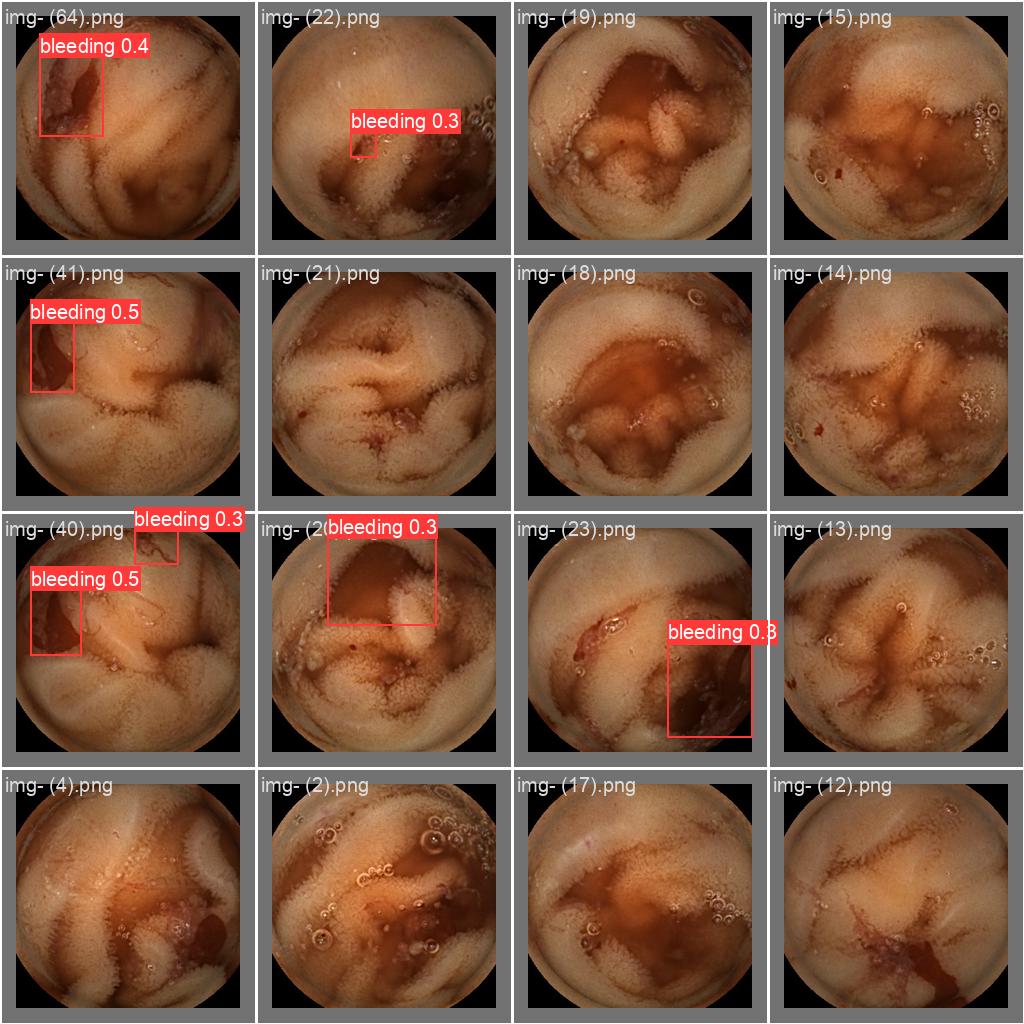 img- (64).png
bleeding 0.4
img- (22).png
bleeding 0.3
img- (19).png
img- (15).png
img- (41).png
bleeding 0.5
img- (21).png
img- (18).png
img- (14).png
img- (40).png
bleeding 0.3
bleeding 0.5
img- (2
bleeding 0.3
img- (23).png
bleeding 0.3
img- (13).png
img- (4).png
img- (2).png
img- (17).png
img- (12).png